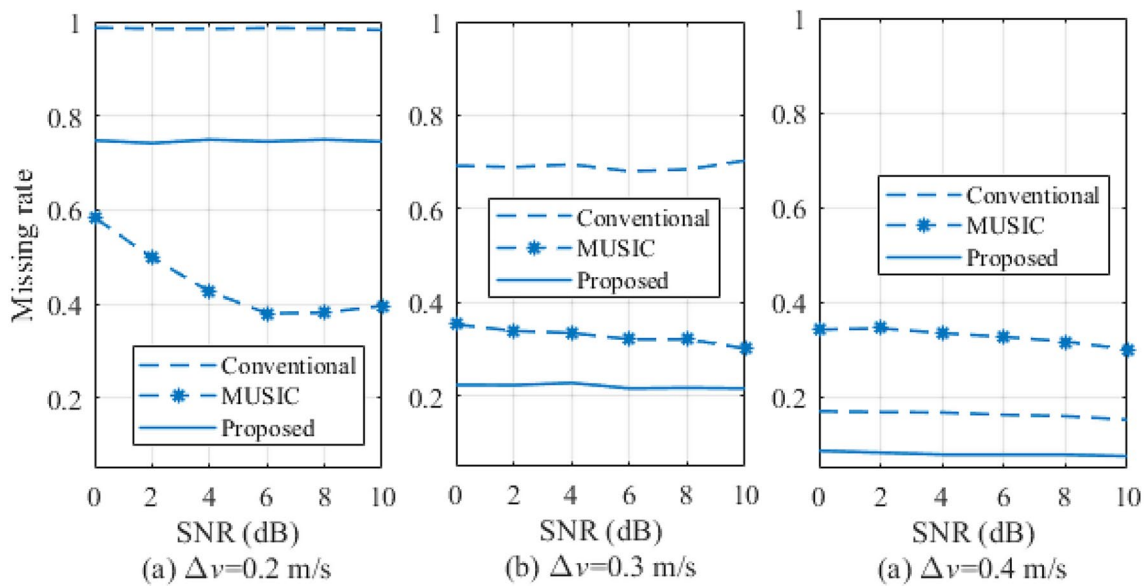 Missing rate
1
0.8
0.6
0.4
0.2
Conventional
MUSIC
Proposed
0 2 4 6 8 10
SNR (dB)
(a) Δv=0.2 m/s
1
0.8
0.6
0.4
0.2
Conventional
MUSIC
Proposed
0 2 4 6 8 10
SNR (dB)
(b) Δv=0.3 m/s
1
0.8
0.6
0.4
0.2
Conventional
MUSIC
Proposed
0 2 4 6 8 10
SNR (dB)
(a) Δv=0.4 m/s